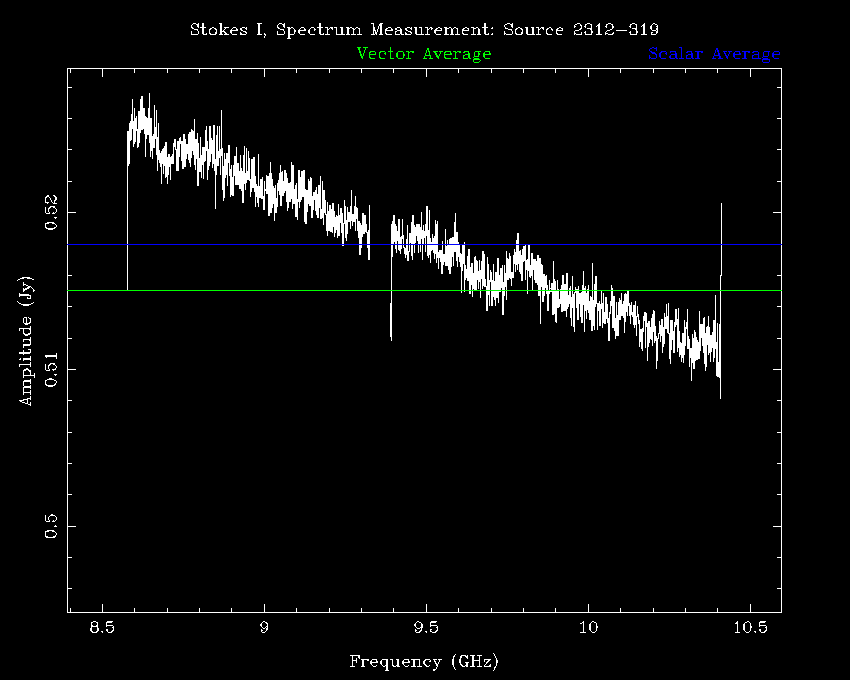 Stokes I, Spectrum Measurement: Source 2312-319
Vector Average
Scalar Average
Amplitude (Jy)
0.52
0.51
0.5
8.5 9 9.5 10 10.5
Frequency (GHz)